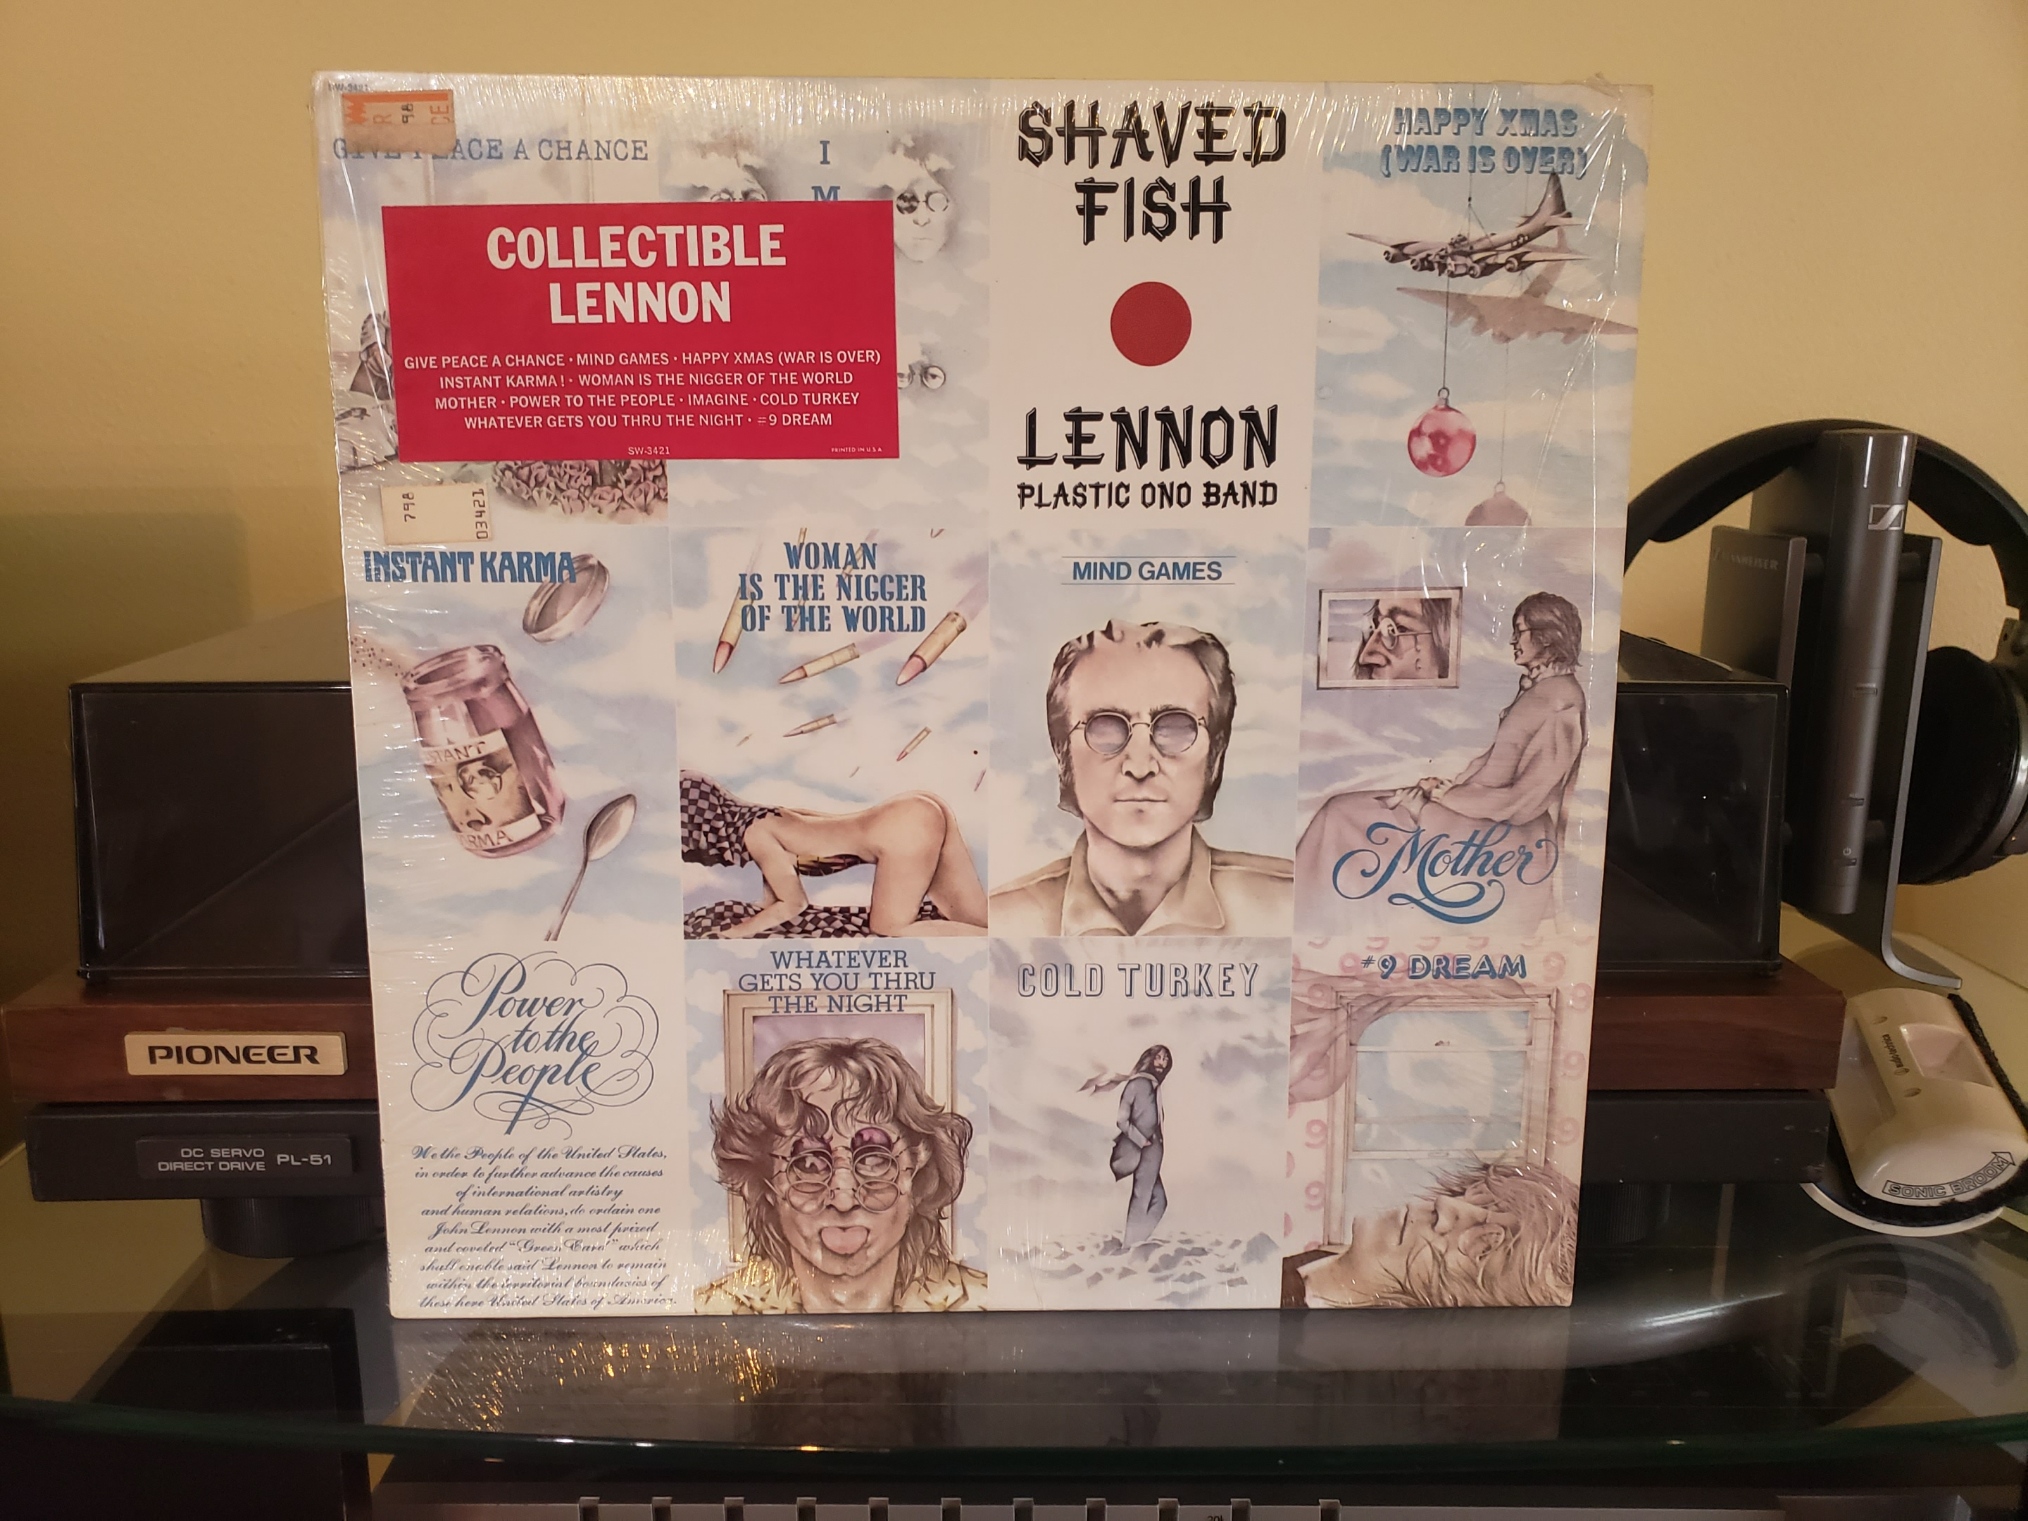 SW-3421
GIVE PEACE A CHANCE
I
M
COLLECTIBLE
LENNON
GIVE PEACE A CHANCE · MIND GAMES · HAPPY XMAS (WAR IS OVER)
INSTANT KARMA! · WOMAN IS THE NIGGER OF THE WORLD
MOTHER · POWER TO THE PEOPLE · IMAGINE · COLD TURKEY
WHATEVER GETS YOU THRU THE NIGHT · #9 DREAM
SW-3421
PRINTED IN U.S.A.
798
03421
SHAVED
FISH
LENNON
PLASTIC ONO BAND
HAPPY XMAS
(WAR IS OVER)
INSTANT KARMA
WOMAN
IS THE NIGGER
OF THE WORLD
MIND GAMES
Mother
Power
to the
People
We the People of the United States,
in order to further advance the causes
of international artistry
and human relations, do ordain one
John Lennon with a most prized
and coveted "Green Card" which
shall enable said Lennon to remain
within the territorial boundaries of
these here United States of America.
WHATEVER
GETS YOU THRU
THE NIGHT
COLD TURKEY
#9 DREAM
9
9
9
PIONEER
DC SERVO
DIRECT DRIVE PL-51
SENNHEISER
SONIC BROOM